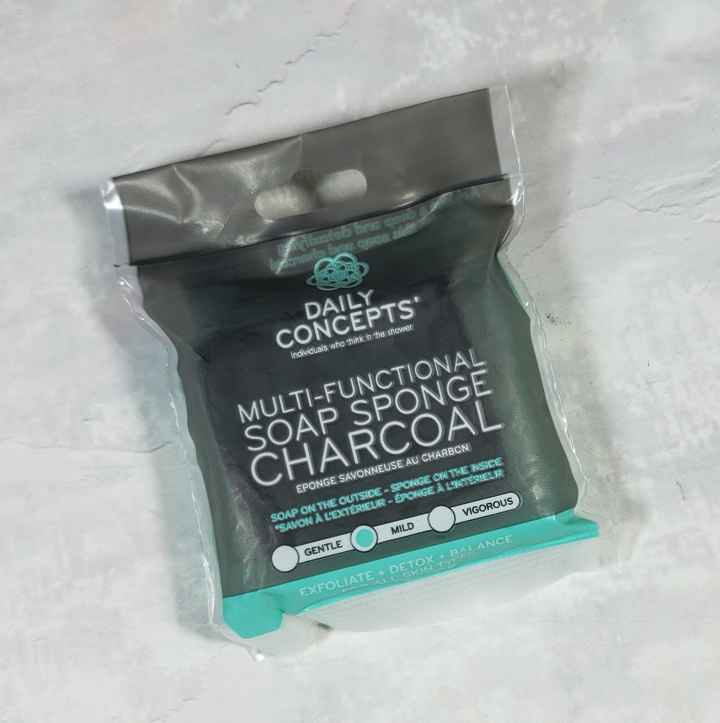 DAILY
CONCEPTS®
individuals who think in the shower
MULTI-FUNCTIONAL
SOAP SPONGE
CHARCOAL
EPONGE SAVONNEUSE AU CHARBON
SOAP ON THE OUTSIDE - SPONGE ON THE INSIDE
*SAVON À L'EXTÉRIEUR - ÉPONGE À L'INTÉRIEUR
GENTLE MILD VIGOROUS
EXFOLIATE + DETOX + BALANCE